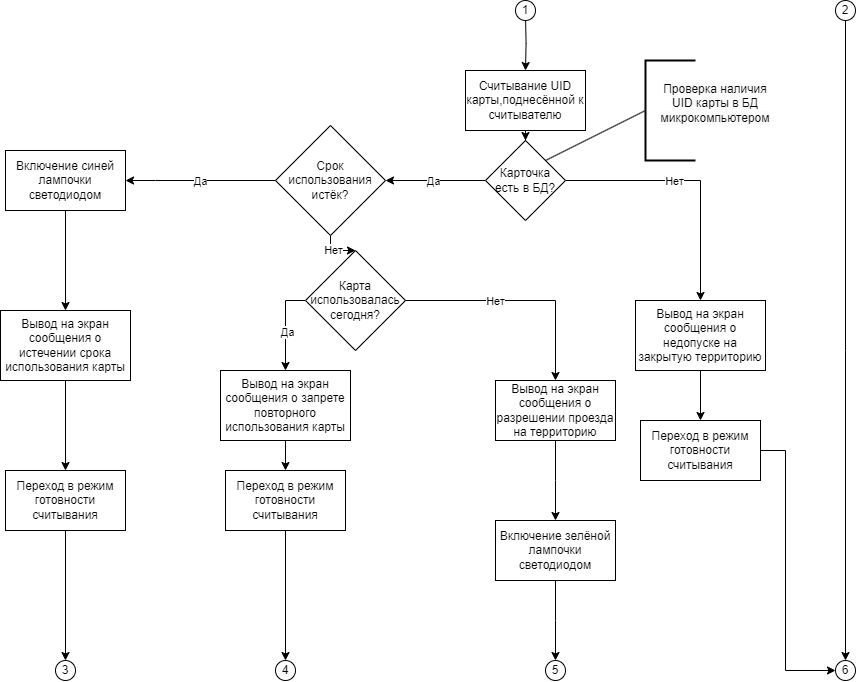 1
2
Считывание UID
карты,поднесённой к
считывателю
Проверка наличия
UID карты в БД
микрокомпьютером
Карточка
есть в БД?
Да
Нет
Срок
использования
истёк?
Да
Нет
Включение синей
лампочки
светодиодом
Карта
использовалась
сегодня?
Да
Нет
Вывод на экран
сообщения о
истечении срока
использования карты
Вывод на экран
сообщения о запрете
повторного
использования карты
Вывод на экран
сообщения о
разрешении проезда
на территорию
Вывод на экран
сообщения о
недопуске на
закрытую территорию
Переход в режим
готовности
считывания
Переход в режим
готовности
считывания
Переход в режим
готовности
считывания
Включение зелёной
лампочки
светодиодом
3
4
5
6